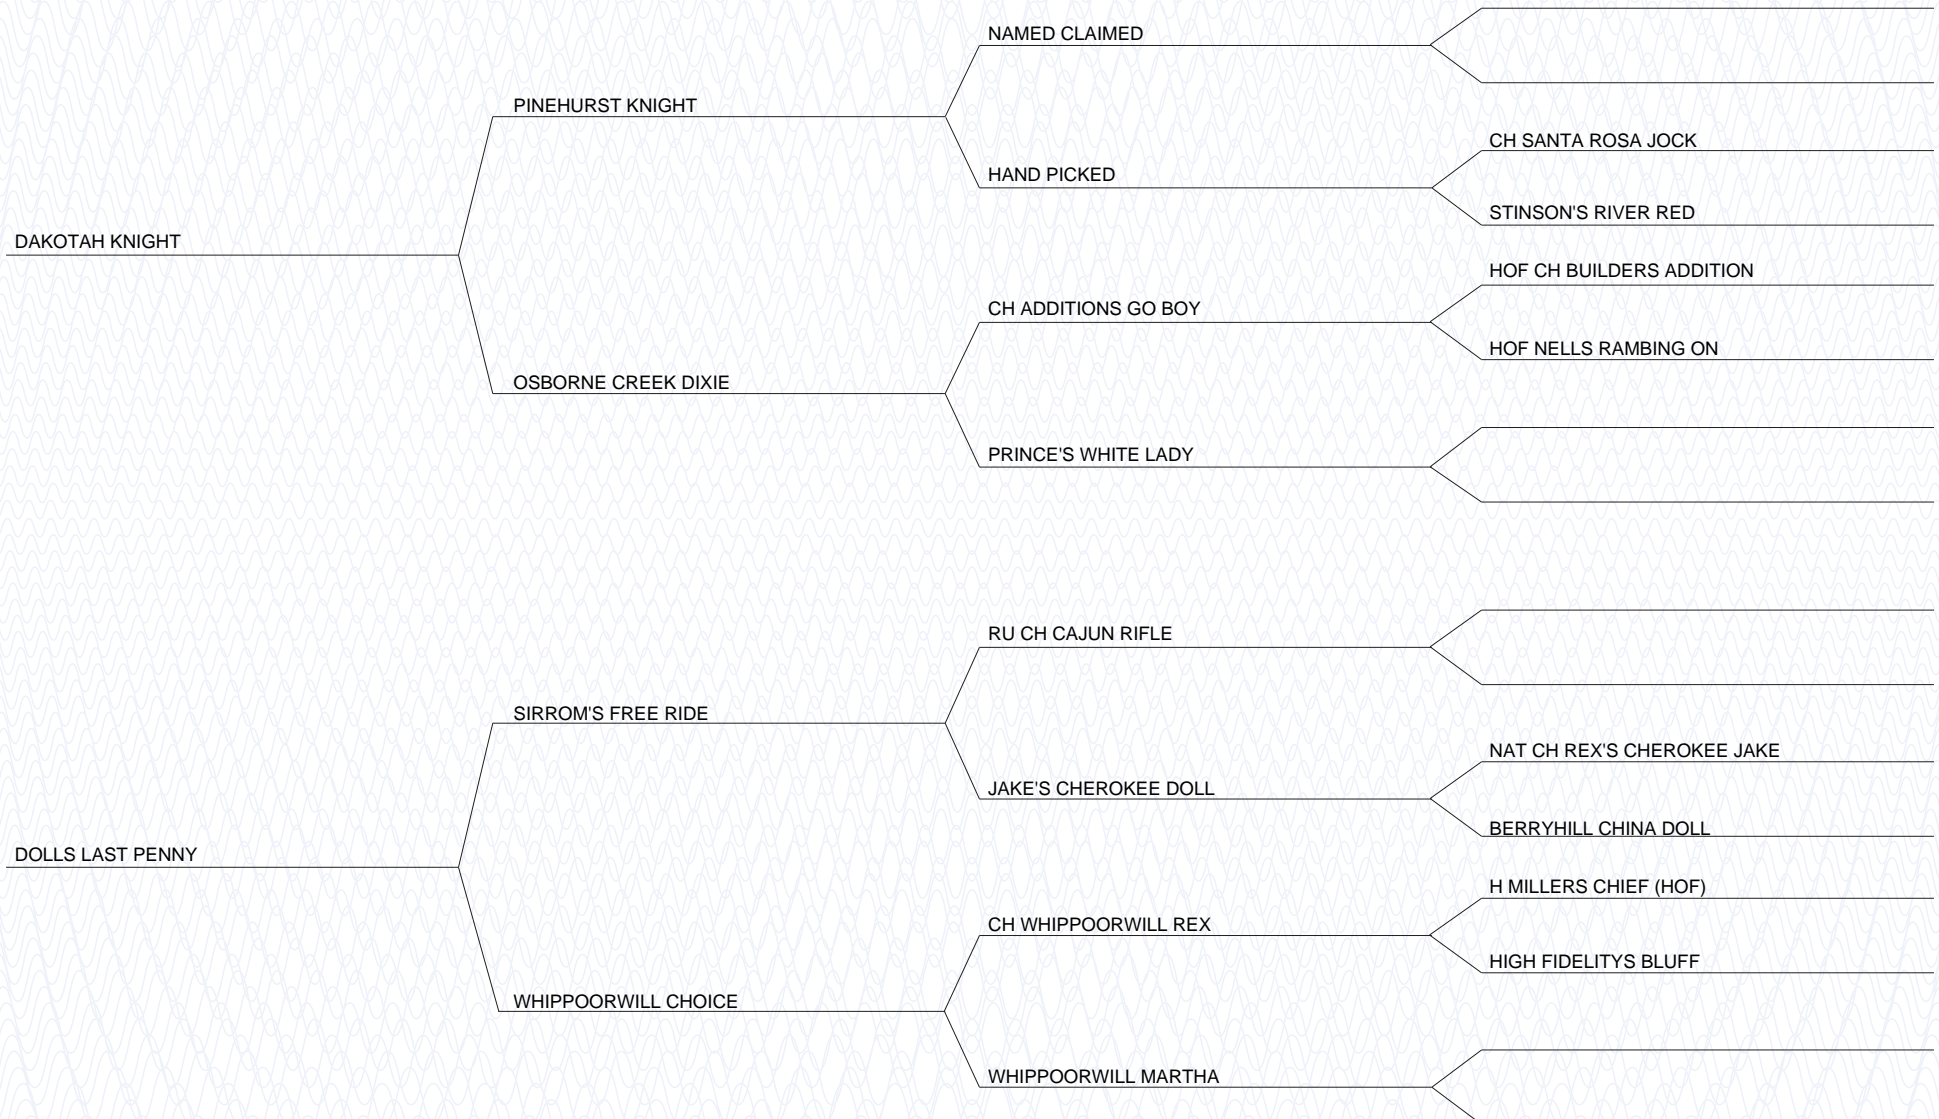 NAMED CLAIMED
PINEHURST KNIGHT
CH SANTA ROSA JOCK
HAND PICKED
STINSON'S RIVER RED
DAKOTAH KNIGHT
HOF CH BUILDERS ADDITION
CH ADDITIONS GO BOY
HOF NELLS RAMBING ON
OSBORNE CREEK DIXIE
PRINCE'S WHITE LADY
RU CH CAJUN RIFLE
SIRROM'S FREE RIDE
NAT CH REX'S CHEROKEE JAKE
JAKE'S CHEROKEE DOLL
BERRYHILL CHINA DOLL
DOLLS LAST PENNY
H MILLERS CHIEF (HOF)
CH WHIPPOORWILL REX
HIGH FIDELITYS BLUFF
WHIPPOORWILL CHOICE
WHIPPOORWILL MARTHA